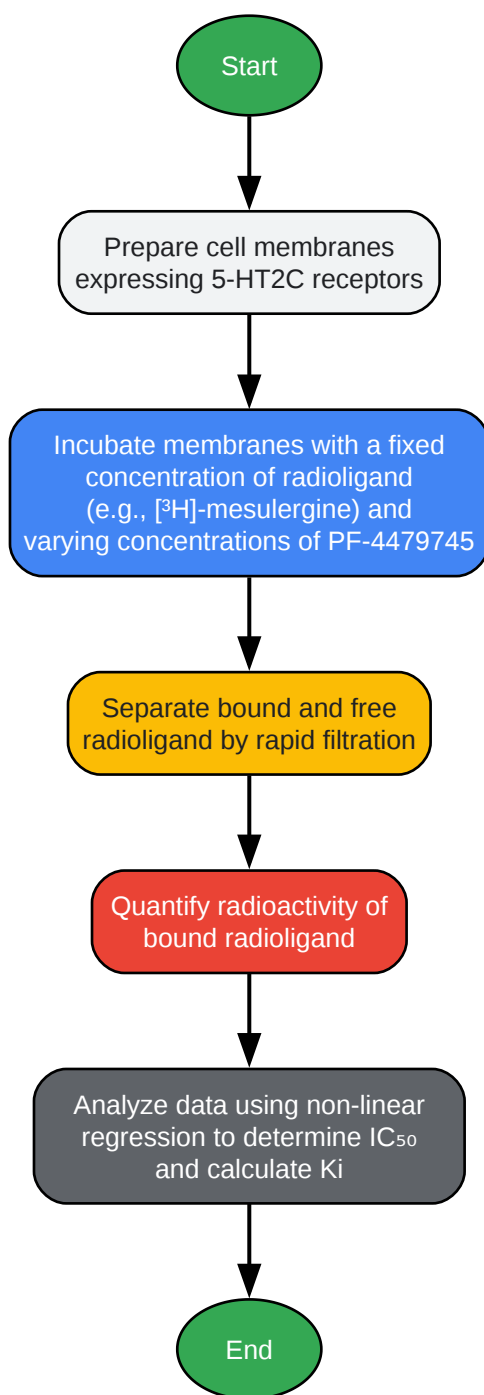 Start
Prepare cell membranes
expressing 5-HT2C receptors
Incubate membranes with a fixed
concentration of radioligand
(e.g., [³H]-mesulergine) and
varying concentrations of PF-4479745
Separate bound and free
radioligand by rapid filtration
Quantify radioactivity of
bound radioligand
Analyze data using non-linear
regression to determine IC₅₀
and calculate Ki
End